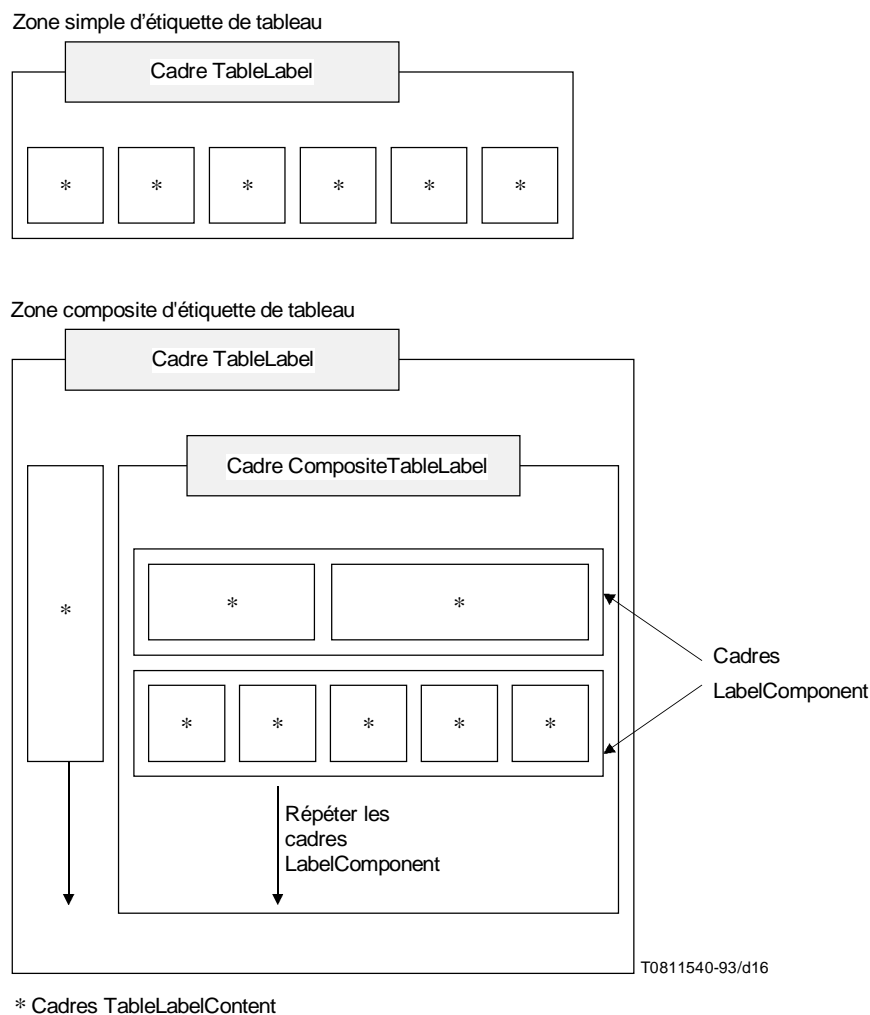 Zone simple d'étiquette de tableau
Cadre TableLabel
* * * * * *
Zone composite d'étiquette de tableau
Cadre TableLabel
Cadre CompositeTableLabel
*
* *
* * * * *
Cadres
LabelComponent
Répéter les
cadres
LabelComponent
T0811540-93/d16
* Cadres TableLabelContent